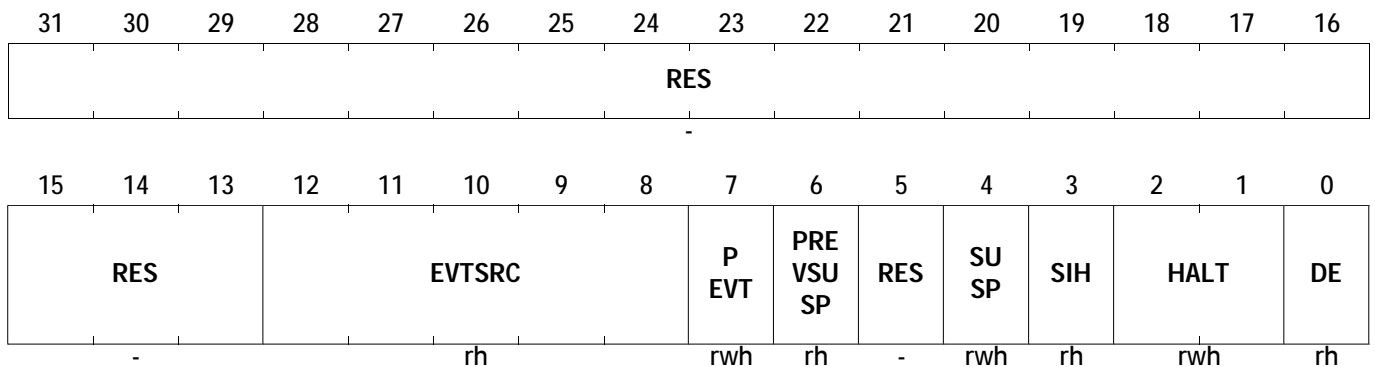 31 30 29 28 27 26 25 24 23 22 21 20 19 18 17 16
RES
-
15 14 13 12 11 10 9 8 7 6 5 4 3 2 1 0
RES EVTSRC P EVT PRE VSU SP RES SU SP SIH HALT DE
- rh rwh rh - rwh rh rwh rh